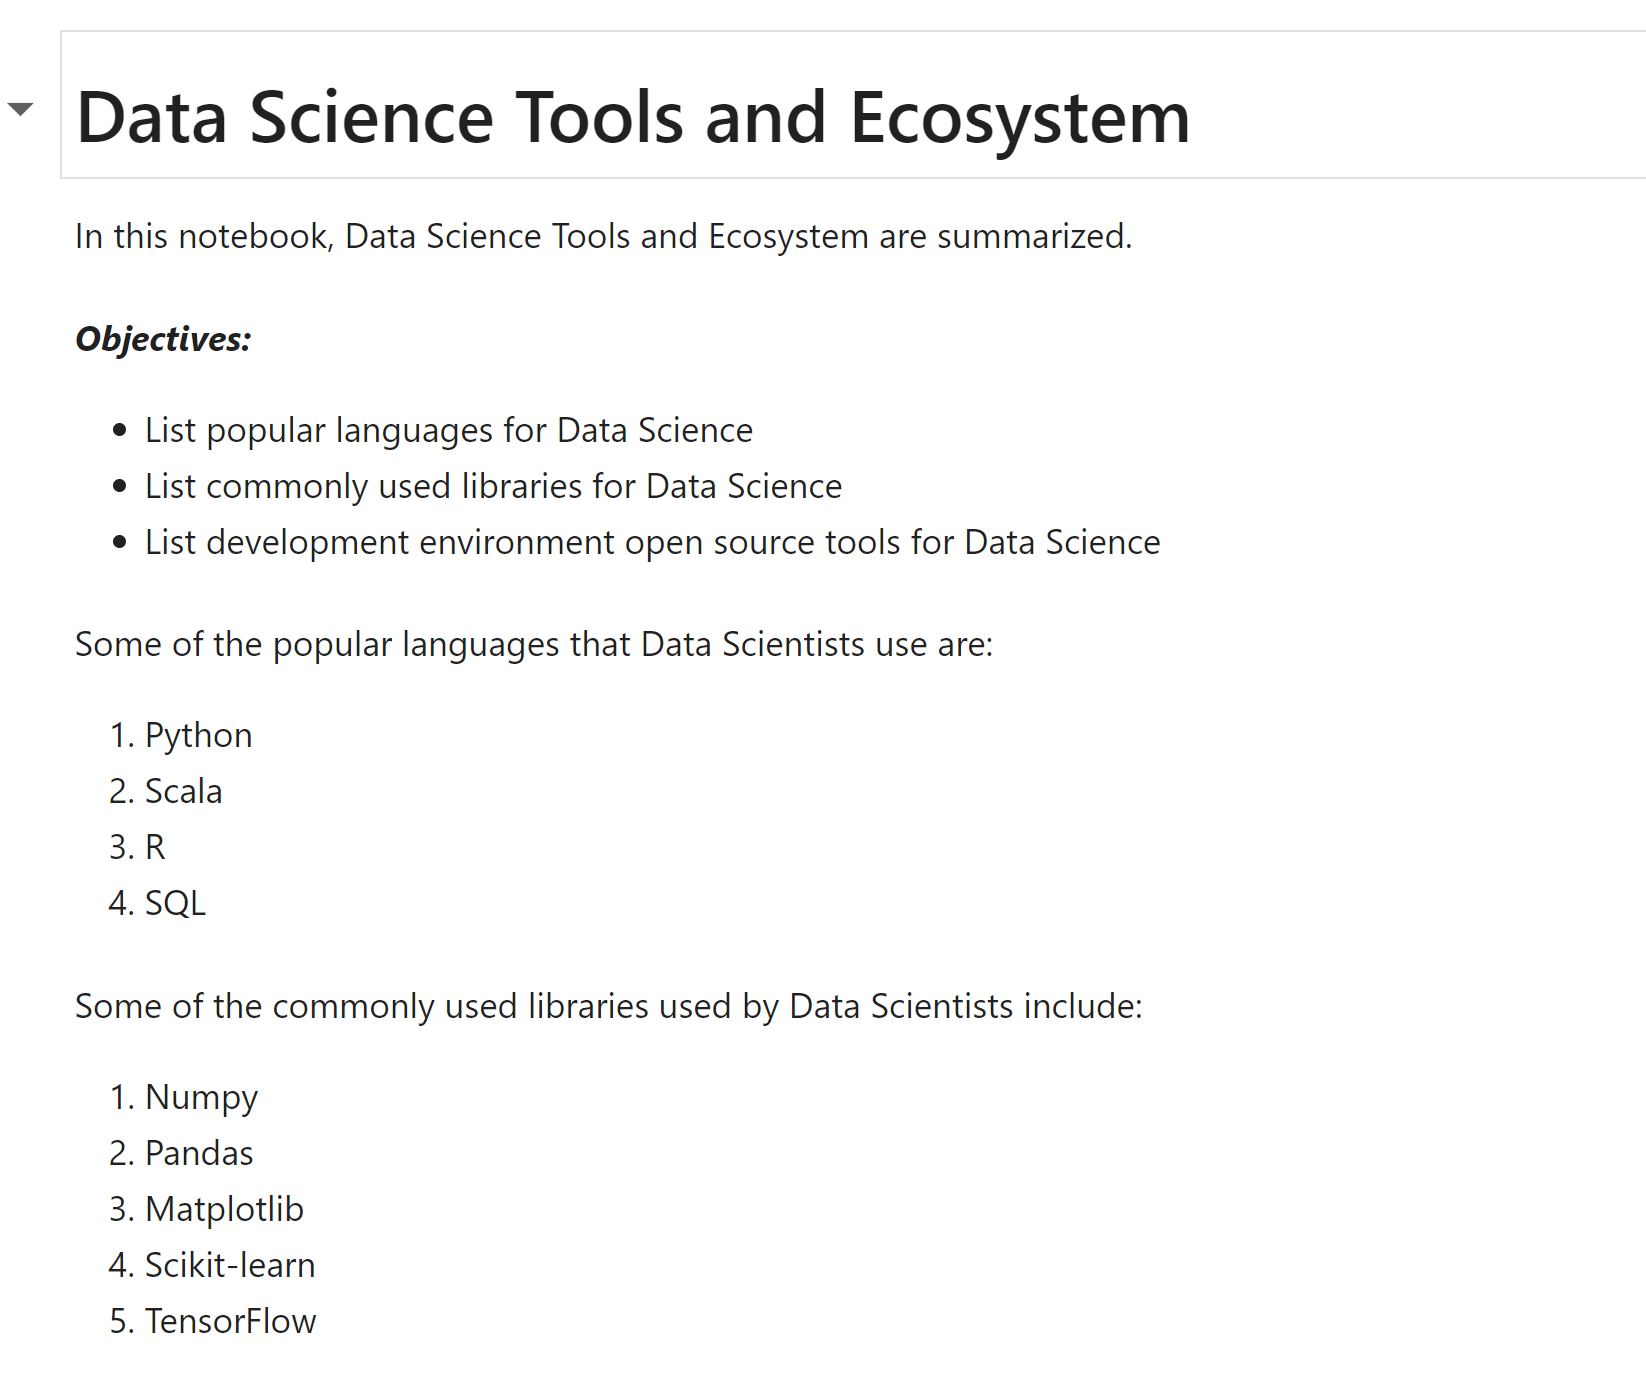 Data Science Tools and Ecosystem
In this notebook, Data Science Tools and Ecosystem are summarized.
Objectives:
• List popular languages for Data Science
• List commonly used libraries for Data Science
• List development environment open source tools for Data Science
Some of the popular languages that Data Scientists use are:
1. Python
2. Scala
3. R
4. SQL
Some of the commonly used libraries used by Data Scientists include:
1. Numpy
2. Pandas
3. Matplotlib
4. Scikit-learn
5. TensorFlow